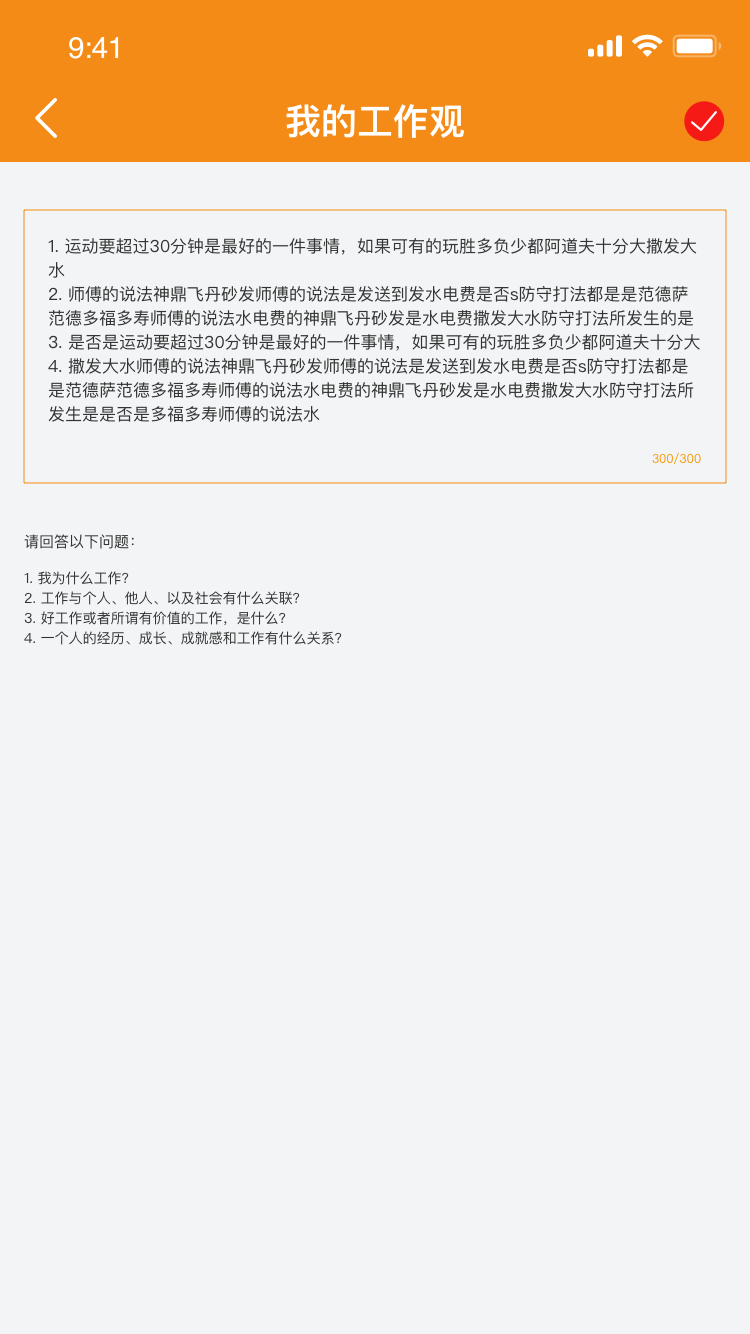 9:41
我的工作观
1. 运动要超过30分钟是最好的一件事情，如果可有的玩胜多负少都阿道夫十分大撒发大
水
2. 师傅的说法神鼎飞丹砂发师傅的说法是发送到发水电费是否s防守打法都是是范德萨
范德多福多寿师傅的说法水电费的神鼎飞丹砂发是水电费撒发大水防守打法所发生的是
3. 是否是运动要超过30分钟是最好的一件事情，如果可有的玩胜多负少都阿道夫十分大
4. 撒发大水师傅的说法神鼎飞丹砂发师傅的说法是发送到发水电费是否s防守打法都是
是范德萨范德多福多寿师傅的说法水电费的神鼎飞丹砂发是水电费撒发大水防守打法所
发生是是否是多福多寿师傅的说法水
300/300
请回答以下问题：
1. 我为什么工作?
2. 工作与个人、他人、以及社会有什么关联?
3. 好工作或者所谓有价值的工作，是什么?
4. 一个人的经历、成长、成就感和工作有什么关系?